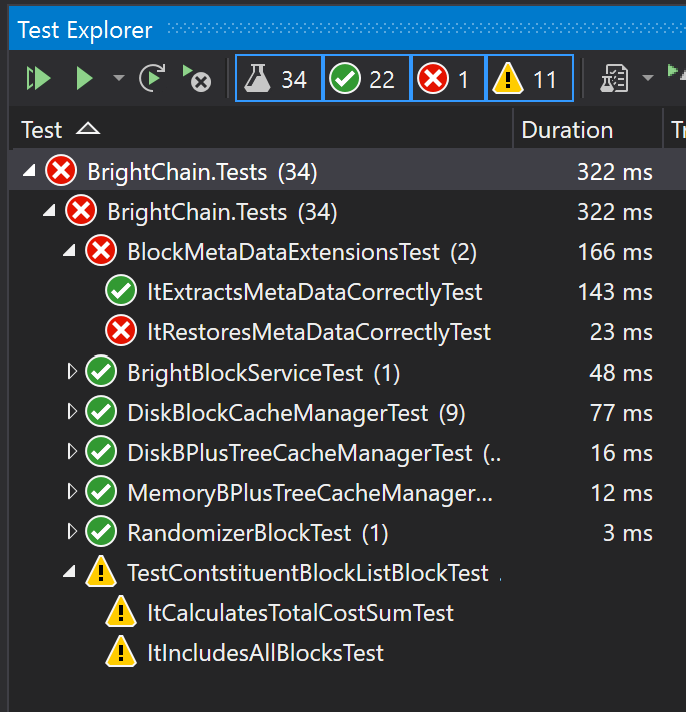 Test Explorer
34 22 1 11
Test Duration Tr
BrightChain.Tests (34) 322 ms
BrightChain.Tests (34) 322 ms
BlockMetaDataExtensionsTest (2) 166 ms
ItExtractsMetaDataCorrectlyTest 143 ms
ItRestoresMetaDataCorrectlyTest 23 ms
BrightBlockServiceTest (1) 48 ms
DiskBlockCacheManagerTest (9) 77 ms
DiskBPlusTreeCacheManagerTest (.. 16 ms
MemoryBPlusTreeCacheManager... 12 ms
RandomizerBlockTest (1) 3 ms
TestContstituentBlockListBlockTest .
ItCalculatesTotalCostSumTest
ItIncludesAllBlocksTest